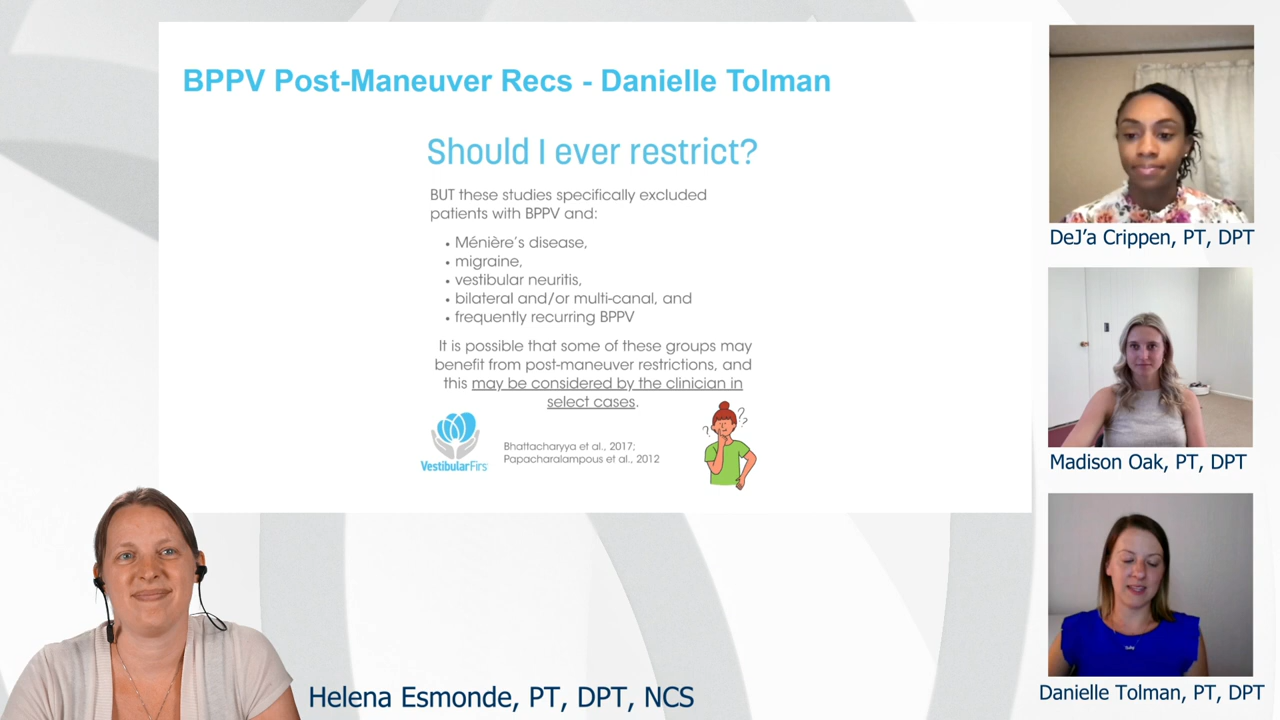 BPPV Post-Maneuver Recs - Danielle Tolman
Should I ever restrict?
BUT these studies specifically excluded
patients with BPPV and:
• Ménière's disease,
• migraine,
• vestibular neuritis,
• bilateral and/or multi-canal, and
• frequently recurring BPPV
It is possible that some of these groups may
benefit from post-maneuver restrictions, and
this may be considered by the clinician in
select cases.
VestibularFirs
Bhattacharyya et al., 2017;
Papacharalampous et al., 2012
? ? ?
DeJ'a Crippen, PT, DPT
Madison Oak, PT, DPT
Danielle Tolman, PT, DPT
Helena Esmonde, PT, DPT, NCS